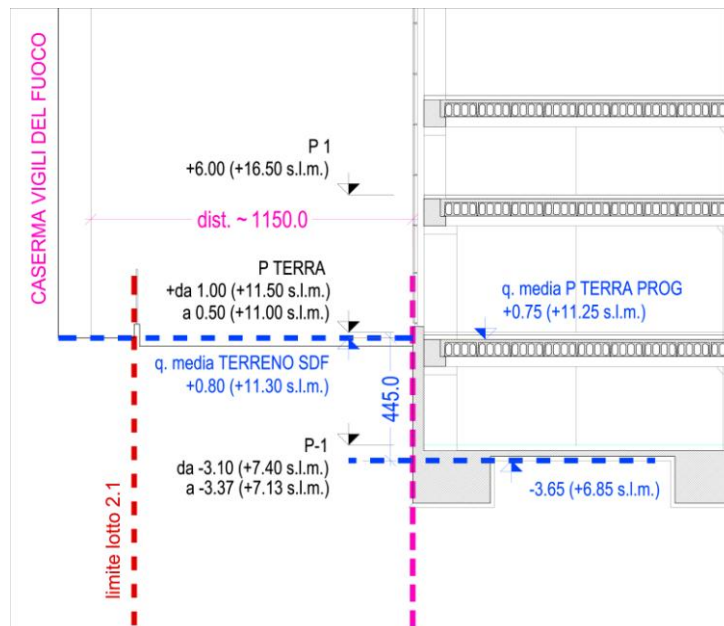 CASERMA VIGILI DEL FUOCO
P 1
+6.00 (+16.50 s.l.m.)
dist. ~ 1150.0
P TERRA
+da 1.00 (+11.50 s.l.m.)
a 0.50 (+11.00 s.l.m.)
q. media P TERRA PROG
+0.75 (+11.25 s.l.m.)
q. media TERRENO SDF
+0.80 (+11.30 s.l.m.)
445.0
P-1
da -3.10 (+7.40 s.l.m.)
a -3.37 (+7.13 s.l.m.)
-3.65 (+6.85 s.l.m.)
limite lotto 2.1